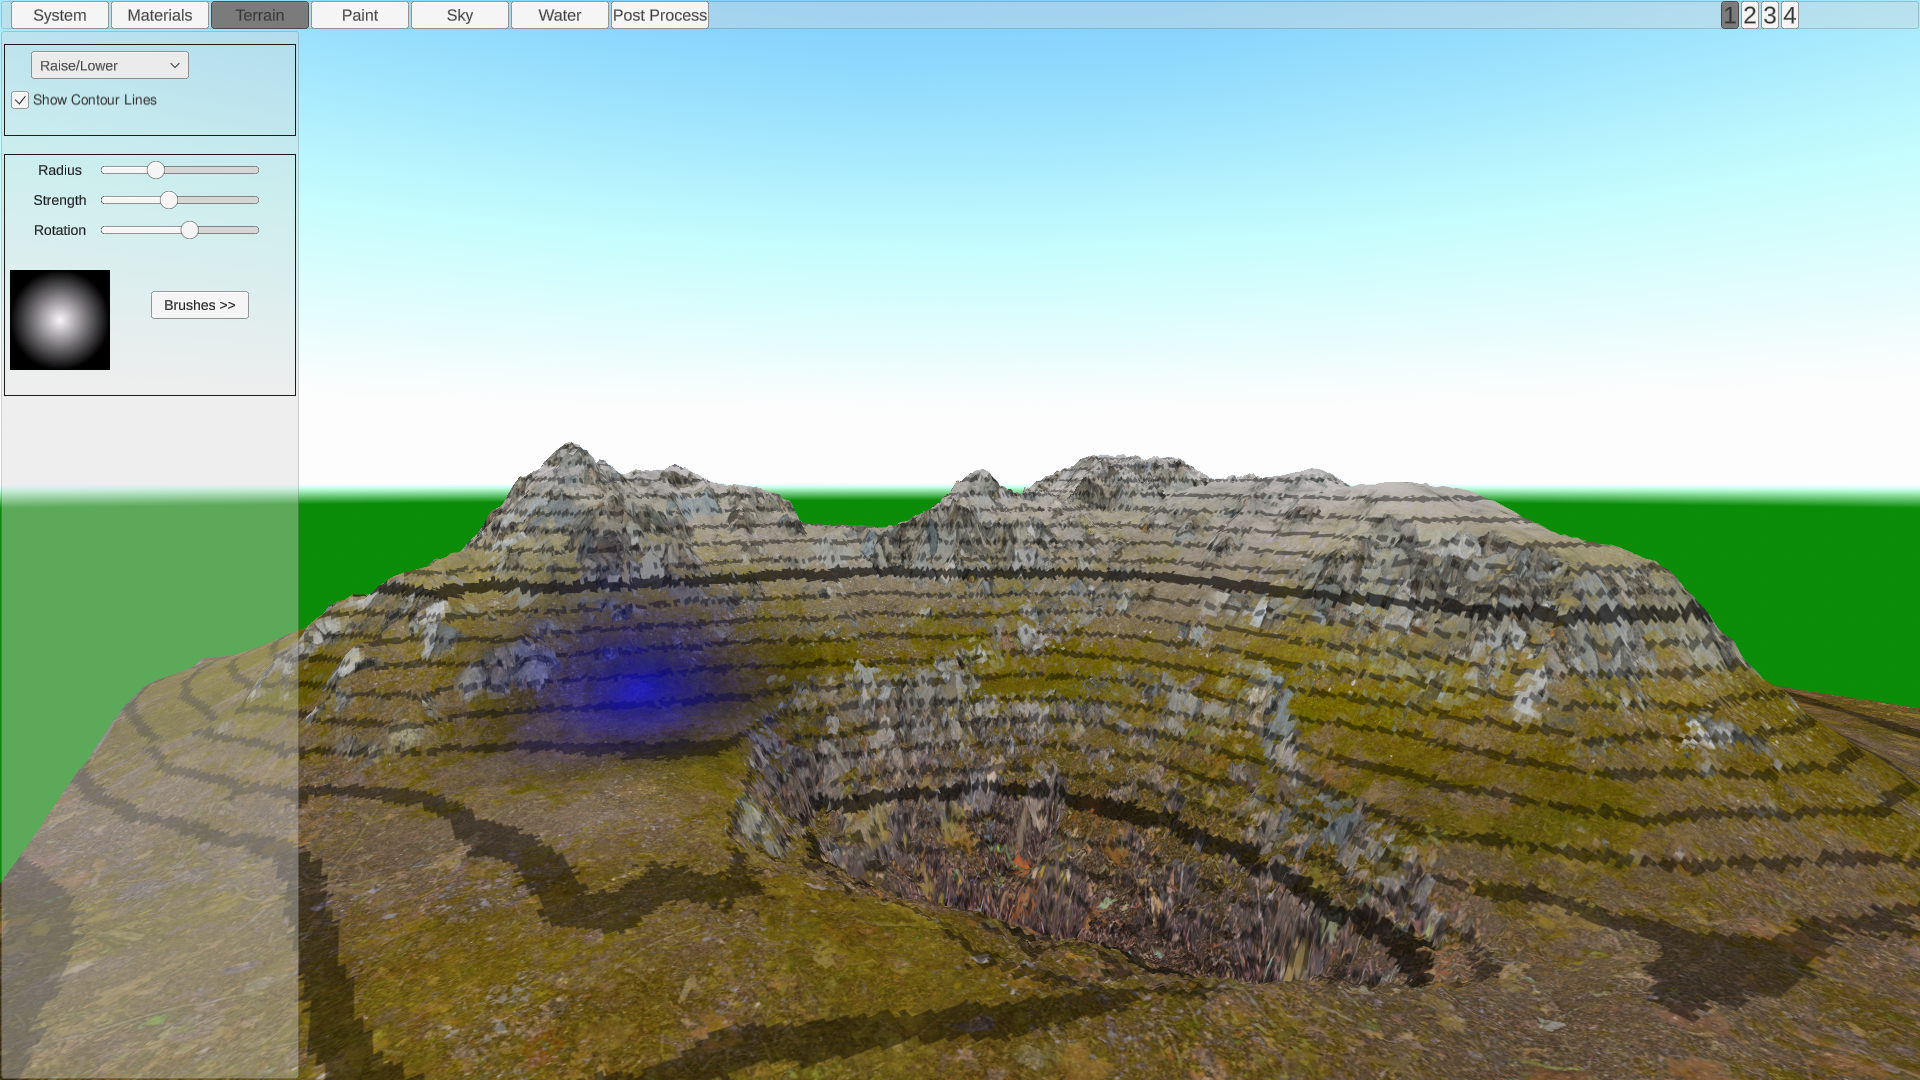 System Materials Terrain Paint Sky Water Post Process 1 2 3 4
Raise/Lower
Show Contour Lines
Radius
Strength
Rotation
Brushes >>